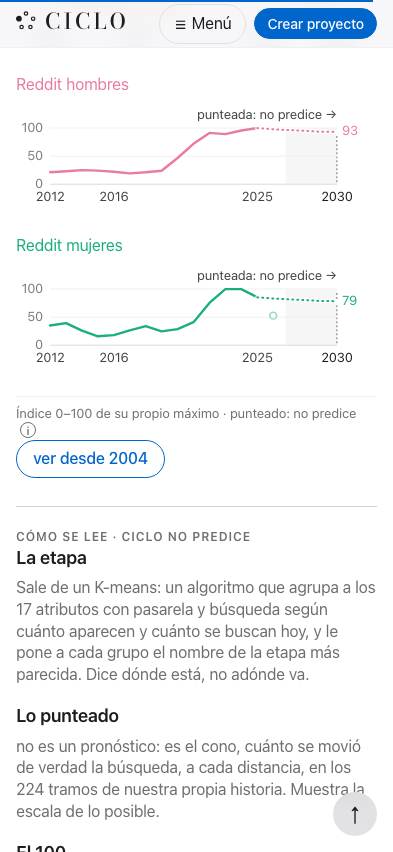 CICLO
≡ Menú
Crear proyecto
Reddit hombres
punteada: no predice →
100
93
50
0
2012 2016 2025 2030
Reddit mujeres
punteada: no predice →
100
79
50
0
2012 2016 2025 2030
Índice 0–100 de su propio máximo · punteado: no predice
i
ver desde 2004
CÓMO SE LEE · CICLO NO PREDICE
La etapa
Sale de un K-means: un algoritmo que agrupa a los
17 atributos con pasarela y búsqueda según
cuánto aparecen y cuánto se buscan hoy, y le
pone a cada grupo el nombre de la etapa más
parecida. Dice dónde está, no adónde va.
Lo punteado
no es un pronóstico: es el cono, cuánto se movió
de verdad la búsqueda, a cada distancia, en los
224 tramos de nuestra propia historia. Muestra la
escala de lo posible.
↑
El 100